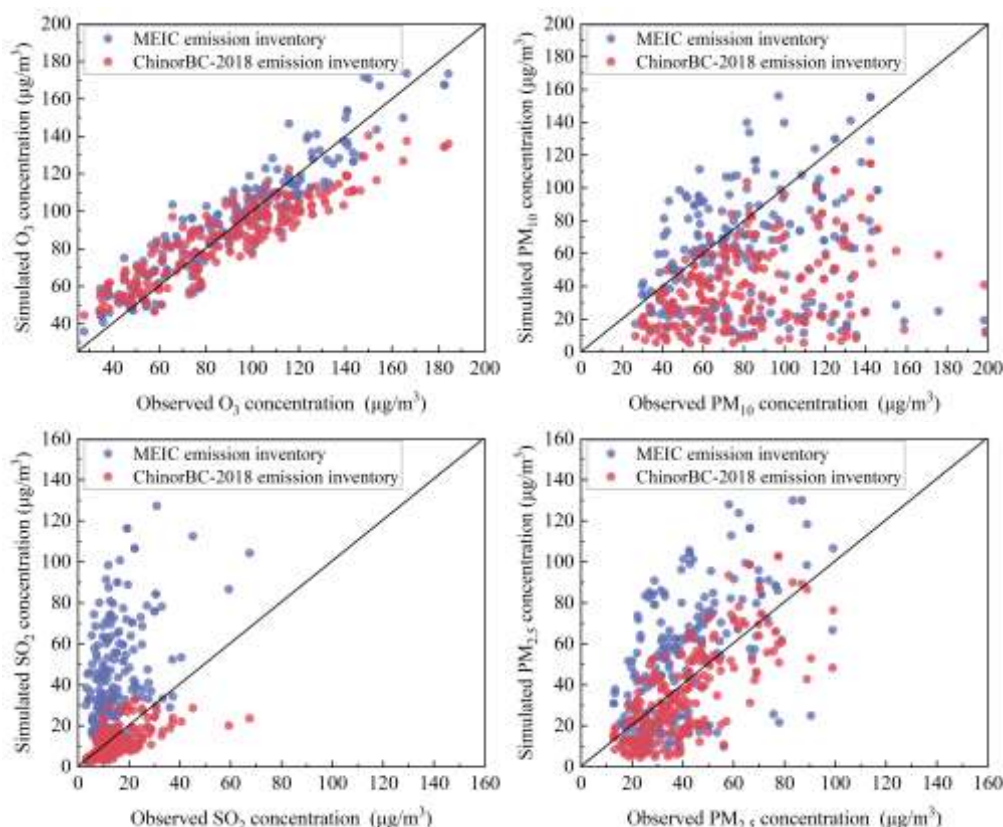 MEIC emission inventory
ChinorBC-2018 emission inventory
Simulated O3 concentration (μg/m³)
200
180
160
140
120
100
80
60
40
40 60 80 100 120 140 160 180 200
Observed O3 concentration (μg/m³)
MEIC emission inventory
ChinorBC-2018 emission inventory
Simulated PM10 concentration (μg/m³)
200
180
160
140
120
100
80
60
40
20
0
0 20 40 60 80 100 120 140 160 180 200
Observed PM10 concentration (μg/m³)
MEIC emission inventory
ChinorBC-2018 emission inventory
Simulated SO2 concentration (μg/m³)
160
140
120
100
80
60
40
20
0
0 20 40 60 80 100 120 140 160
Observed SO2 concentration (μg/m³)
MEIC emission inventory
ChinorBC-2018 emission inventory
Simulated PM2.5 concentration (μg/m³)
160
140
120
100
80
60
40
20
0
0 20 40 60 80 100 120 140 160
Observed PM2.5 concentration (μg/m³)